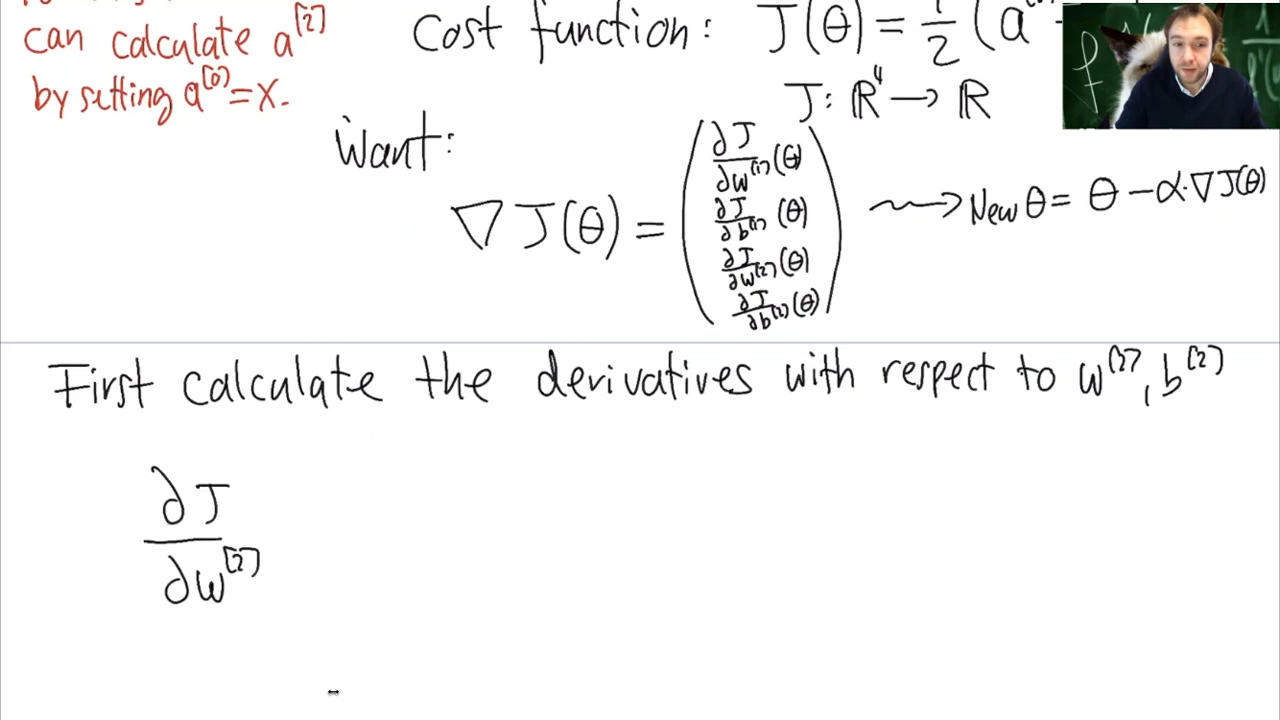 can calculate a^[2]
by setting a^[0] = x.
Cost function: J(θ) = 1/2 (a
J: ℝ^4 → ℝ
Want:
∇J(θ) = ( ∂J/∂w^[1] (θ)
∂J/∂b^[1] (θ)
∂J/∂w^[2] (θ)
∂J/∂b^[2] (θ) ) ⇝ New θ = θ - α·∇J(θ)
First calculate the derivatives with respect to w^[2], b^[2]
∂J
∂w^[2]